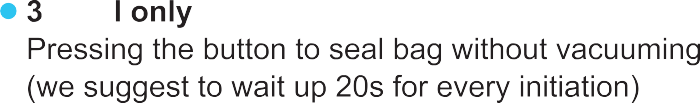 3 I only
Pressing the button to seal bag without vacuuming
(we suggest to wait up 20s for every initiation)